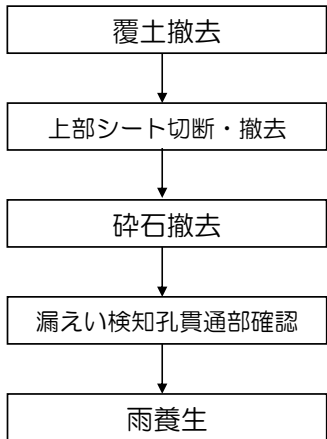 覆土撤去
上部シート切断・撤去
砕石撤去
漏えい検知孔貫通部確認
雨養生